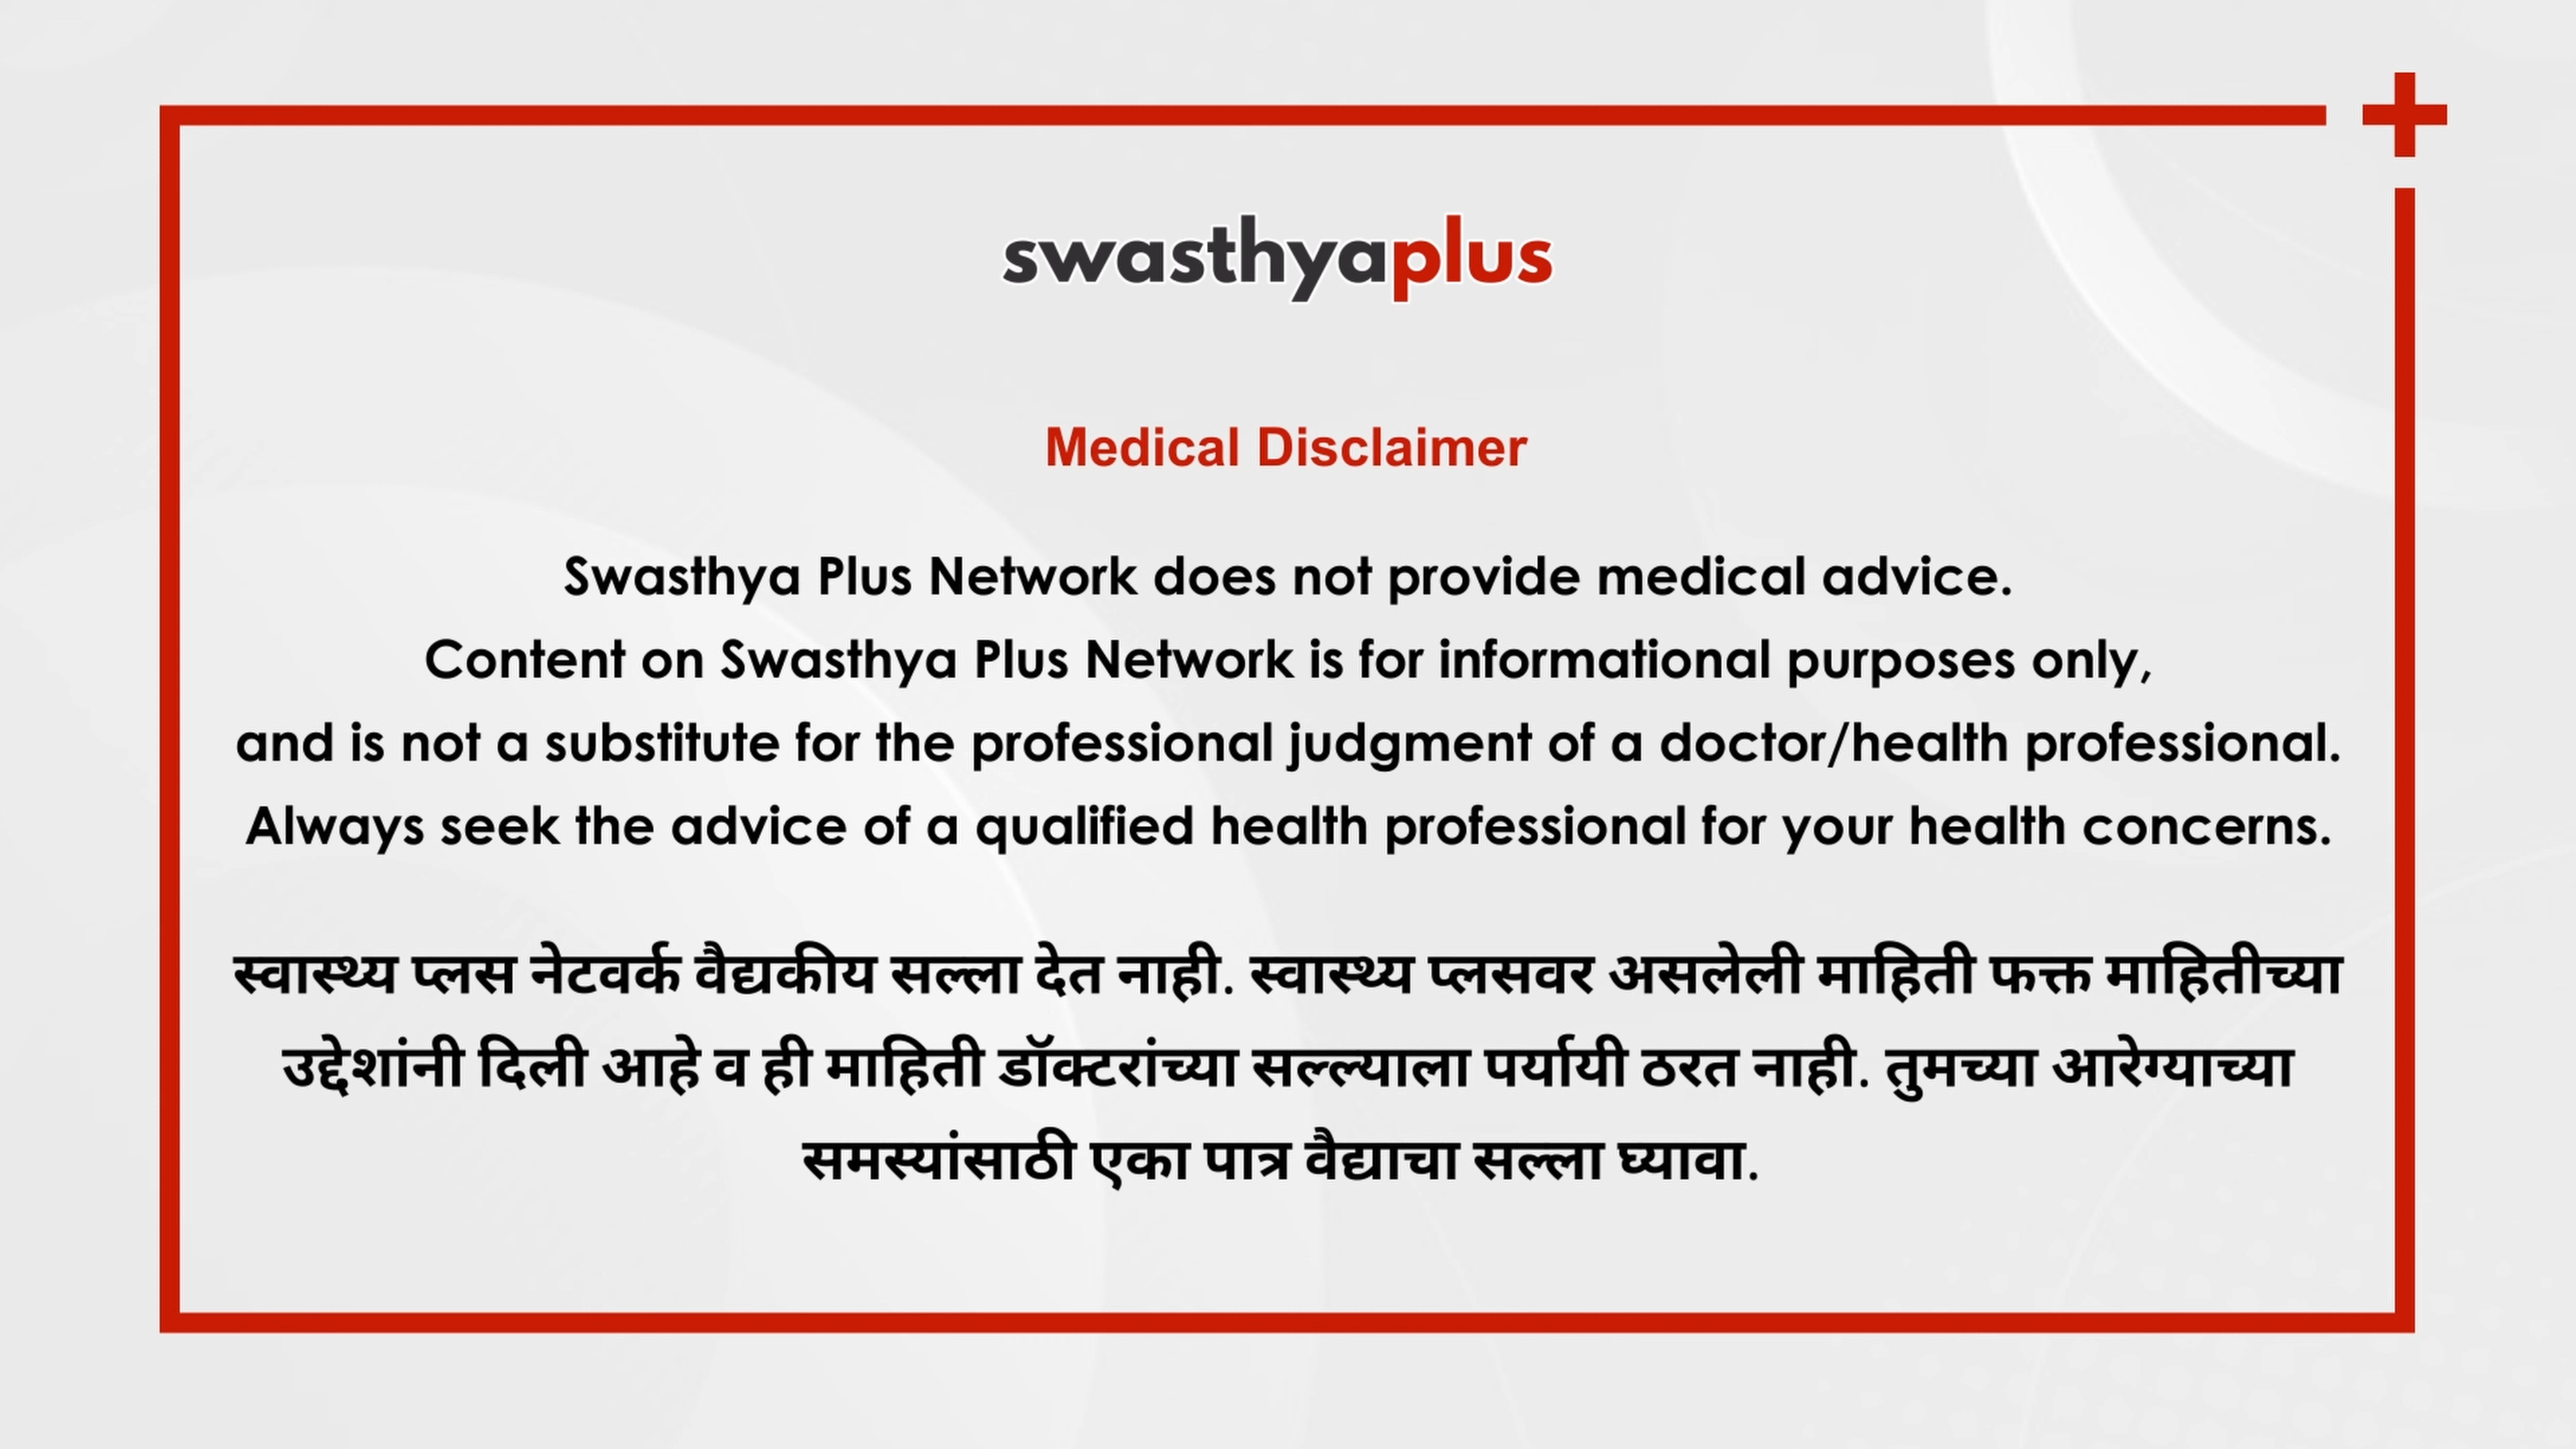 swasthyaplus
Medical Disclaimer
Swasthya Plus Network does not provide medical advice.
Content on Swasthya Plus Network is for informational purposes only,
and is not a substitute for the professional judgment of a doctor/health professional.
Always seek the advice of a qualified health professional for your health concerns.
स्वास्थ्य प्लस नेटवर्क वैद्यकीय सल्ला देत नाही. स्वास्थ्य प्लसवर असलेली माहिती फक्त माहितीच्या
उद्देशांनी दिली आहे व ही माहिती डॉक्टरांच्या सल्ल्याला पर्यायी ठरत नाही. तुमच्या आरेग्याच्या
समस्यांसाठी एका पात्र वैद्याचा सल्ला घ्यावा.